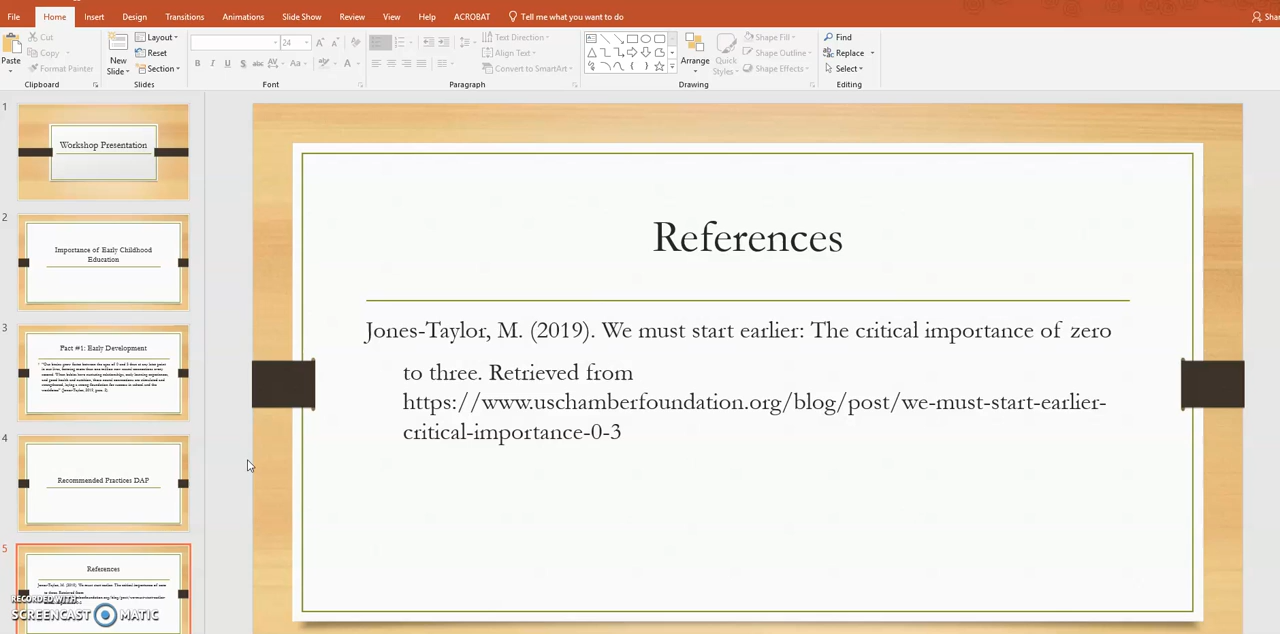 File Home Insert Design Transitions Animations Slide Show Review View Help ACROBAT Tell me what you want to do
Cut
Copy
Format Painter
Paste
Clipboard
New
Slide
Layout
Reset
Section
Slides
24
B I U S abc AV Aa A
Font
Text Direction
Align Text
Convert to SmartArt
Paragraph
Arrange
Quick
Styles
Shape Fill
Shape Outline
Shape Effects
Drawing
Find
Replace
Select
Editing
1
Workshop Presentation
2
Importance of Early Childhood
Education
3
Fact #1: Early Development
4
Recommended Practices DAP
5
References
RECORDED WITH
SCREENCAST MATIC
References
Jones-Taylor, M. (2019). We must start earlier: The critical importance of zero
to three. Retrieved from
https://www.uschamberfoundation.org/blog/post/we-must-start-earlier-
critical-importance-0-3